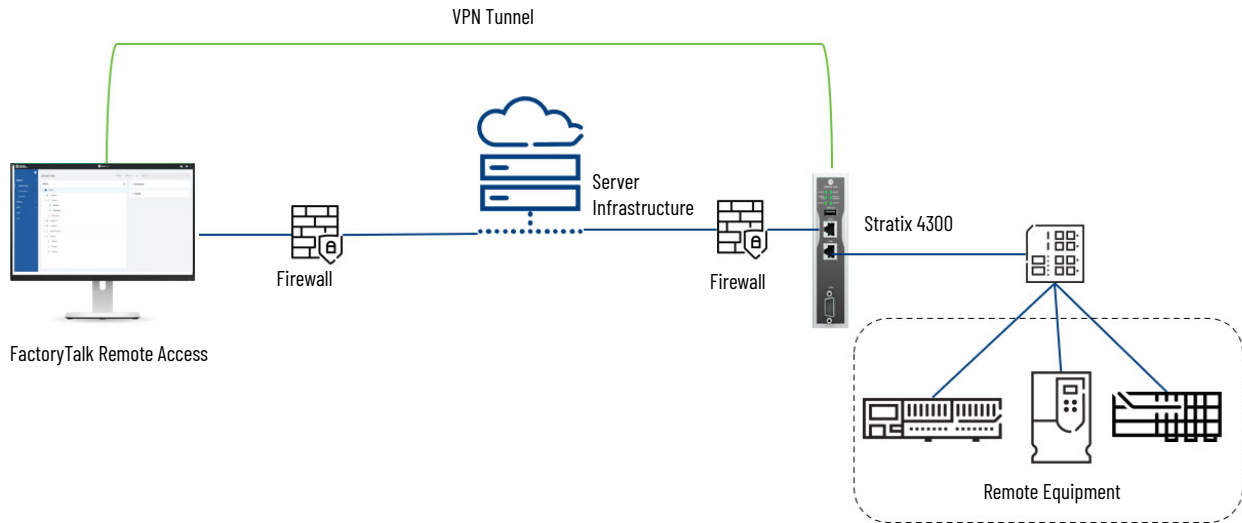 VPN Tunnel
Server
Infrastructure
Stratix 4300
Firewall
Firewall
FactoryTalk Remote Access
Remote Equipment